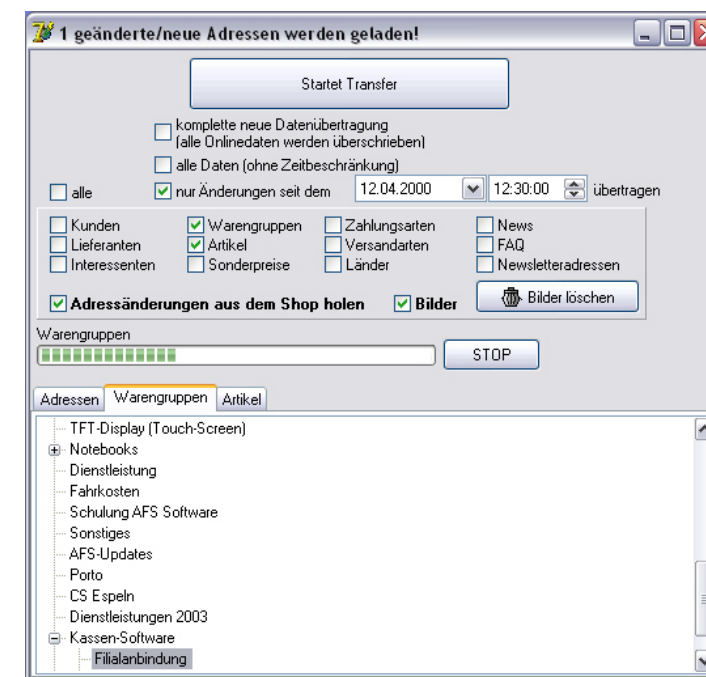 1 geänderte/neue Adressen werden geladen!
Startet Transfer
komplette neue Datenübertragung
(alle Onlinedaten werden überschrieben)
alle Daten (ohne Zeitbeschränkung)
alle nur Änderungen seit dem 12.04.2000 12:30:00 übertragen
Kunden Warengruppen Zahlungsarten News
Lieferanten Artikel Versandarten FAQ
Interessenten Sonderpreise Länder Newsletteradressen
Adressänderungen aus dem Shop holen Bilder Bilder löschen
Warengruppen
STOP
Adressen Warengruppen Artikel
TFT-Display (Touch-Screen)
Notebooks
Dienstleistung
Fahrkosten
Schulung AFS Software
Sonstiges
AFS-Updates
Porto
CS Espeln
Dienstleistungen 2003
Kassen-Software
Filialanbindung